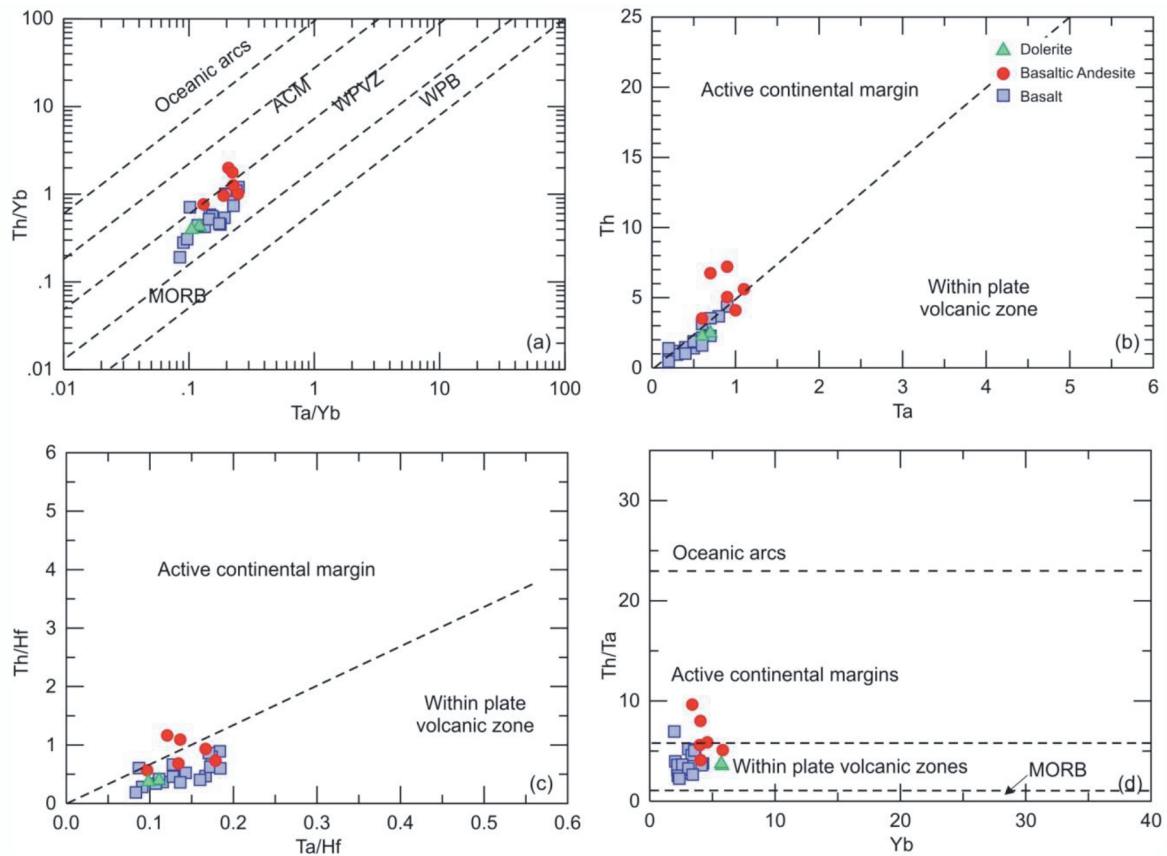 100
10
1
.1
.01
Th/Yb
Oceanic arcs
ACM
WPVZ
WPB
MORB
(a)
.01
.1
1
10
100
Ta/Yb
25
20
15
10
5
0
Th
Dolerite
Basaltic Andesite
Basalt
Active continental margin
Within plate
volcanic zone
(b)
0
1
2
3
4
5
6
Ta
6
5
4
3
2
1
0
Th/Hf
Active continental margin
Within plate
volcanic zone
(c)
0.0
0.1
0.2
0.3
0.4
0.5
0.6
Ta/Hf
30
20
10
0
Th/Ta
Oceanic arcs
Active continental margins
Within plate volcanic zones
MORB
(d)
0
10
20
30
40
Yb